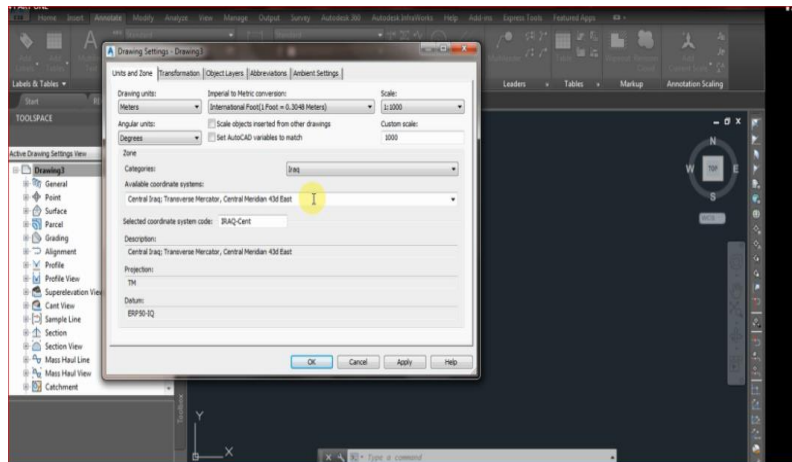 Home Insert Annotate Modify Analyze View Manage Output Survey Autodesk 360 Autodesk InfraWorks Help Add-ins Express Tools Featured Apps
Labels & Tables
Leaders
Tables
Markup
Annotation Scaling
Start
TOOLSPACE
Active Drawing Settings View
Drawing3
General
Point
Surface
Parcel
Grading
Alignment
Profile
Profile View
Superelevation View
Cant View
Sample Line
Section
Section View
Mass Haul Line
Mass Haul View
Catchment
Toolbox
Drawing Settings - Drawing3
Units and Zone Transformation Object Layers Abbreviations Ambient Settings
Drawing units: Imperial to Metric conversion: Scale:
Meters International Foot(1 Foot = 0.3048 Meters) 1:1000
Angular units: Scale objects inserted from other drawings Custom scale:
Degrees Set AutoCAD variables to match 1000
Zone
Categories: Iraq
Available coordinate systems:
Central Iraq; Transverse Mercator, Central Meridian 43d East
Selected coordinate system code: IRAQ-Cent
Description:
Central Iraq; Transverse Mercator, Central Meridian 43d East
Projection:
TM
Datum:
ERP50-IQ
OK Cancel Apply Help
N
W TOP E
S
WCS
Y
X
Type a command